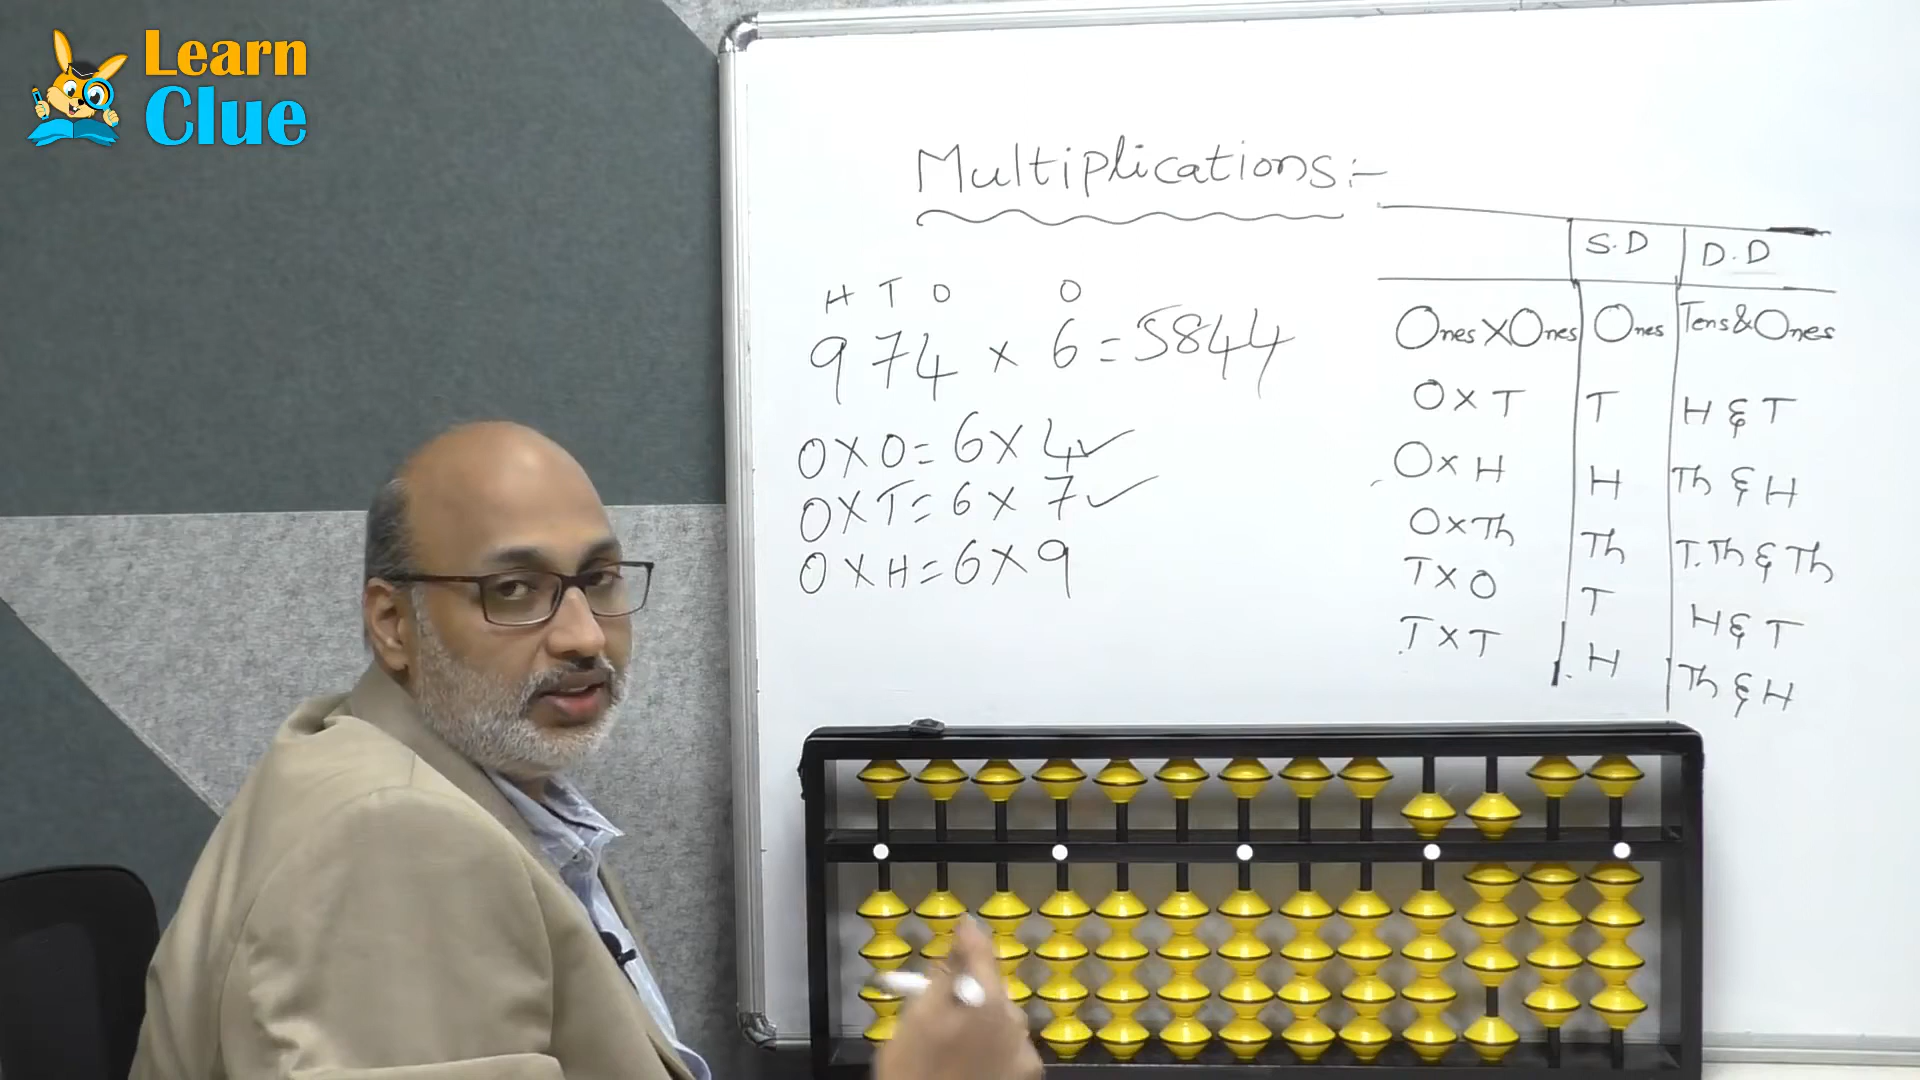 Learn
Clue
Multiplications:-
H T O O
974 × 6 = 5844
O×O= 6×4✓
O×T= 6×7✓
O×H= 6×9
S.D D.D
Ones×Ones Ones Tens&Ones
O×T T H & T
O×H H Th & H
O×Th Th T.Th & Th
T×O T H & T
T×T H Th & H